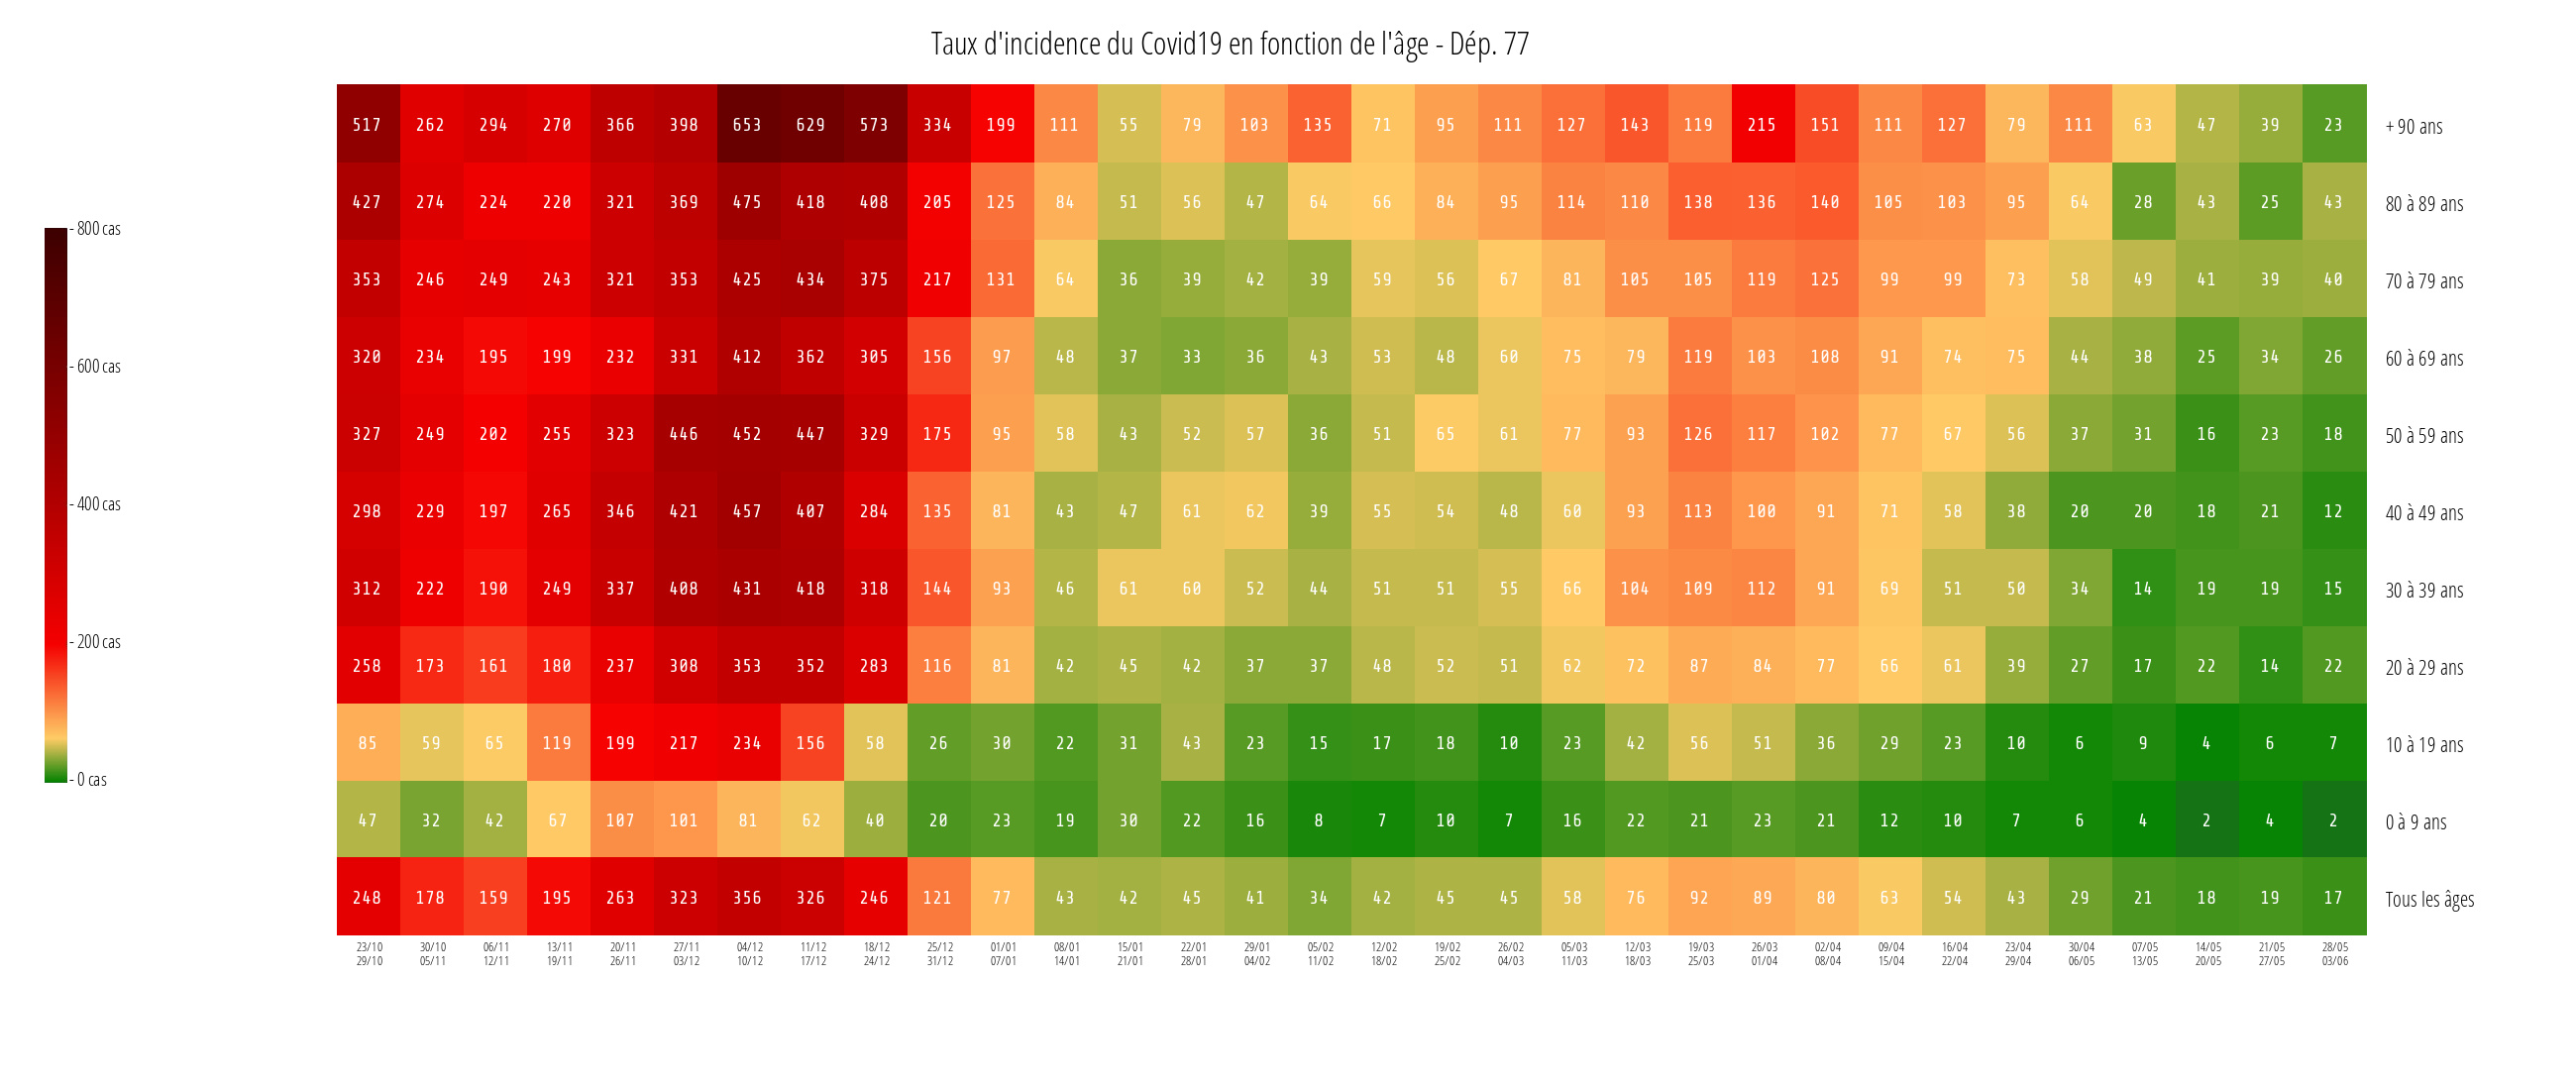 Taux d'incidence du Covid19 en fonction de l'âge - Dép. 77
- 800 cas
- 600 cas
- 400 cas
- 200 cas
- 0 cas
517 262 294 270 366 398 653 629 573 334 199 111 55 79 103 135 71 95 111 127 143 119 215 151 111 127 79 111 63 47 39 23 + 90 ans
427 274 224 220 321 369 475 418 408 205 125 84 51 56 47 64 66 84 95 114 110 138 136 140 105 103 95 64 28 43 25 43 80 à 89 ans
353 246 249 243 321 353 425 434 375 217 131 64 36 39 42 39 59 56 67 81 105 105 119 125 99 99 73 58 49 41 39 40 70 à 79 ans
320 234 195 199 232 331 412 362 305 156 97 48 37 33 36 43 53 48 60 75 79 119 103 108 91 74 75 44 38 25 34 26 60 à 69 ans
327 249 202 255 323 446 452 447 329 175 95 58 43 52 57 36 51 65 61 77 93 126 117 102 77 67 56 37 31 16 23 18 50 à 59 ans
298 229 197 265 346 421 457 407 284 135 81 43 47 61 62 39 55 54 48 60 93 113 100 91 71 58 38 20 20 18 21 12 40 à 49 ans
312 222 190 249 337 408 431 418 318 144 93 46 61 60 52 44 51 51 55 66 104 109 112 91 69 51 50 34 14 19 19 15 30 à 39 ans
258 173 161 180 237 308 353 352 283 116 81 42 45 42 37 37 48 52 51 62 72 87 84 77 66 61 39 27 17 22 14 22 20 à 29 ans
85 59 65 119 199 217 234 156 58 26 30 22 31 43 23 15 17 18 10 23 42 56 51 36 29 23 10 6 9 4 6 7 10 à 19 ans
47 32 42 67 107 101 81 62 40 20 23 19 30 22 16 8 7 10 7 16 22 21 23 21 12 10 7 6 4 2 4 2 0 à 9 ans
248 178 159 195 263 323 356 326 246 121 77 43 42 45 41 34 42 45 45 58 76 92 89 80 63 54 43 29 21 18 19 17 Tous les âges
23/10 30/10 06/11 13/11 20/11 27/11 04/12 11/12 18/12 25/12 01/01 08/01 15/01 22/01 29/01 05/02 12/02 19/02 26/02 05/03 12/03 19/03 26/03 02/04 09/04 16/04 23/04 30/04 07/05 14/05 21/05 28/05
29/10 05/11 12/11 19/11 26/11 03/12 10/12 17/12 24/12 31/12 07/01 14/01 21/01 28/01 04/02 11/02 18/02 25/02 04/03 11/03 18/03 25/03 01/04 08/04 15/04 22/04 29/04 06/05 13/05 20/05 27/05 03/06